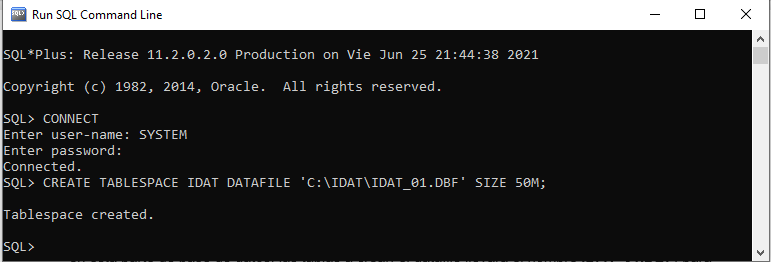 Run SQL Command Line
SQL*Plus: Release 11.2.0.2.0 Production on Vie Jun 25 21:44:38 2021
Copyright (c) 1982, 2014, Oracle.  All rights reserved.
SQL> CONNECT
Enter user-name: SYSTEM
Enter password:
Connected.
SQL> CREATE TABLESPACE IDAT DATAFILE 'C:\IDAT\IDAT_01.DBF' SIZE 50M;
Tablespace created.
SQL>